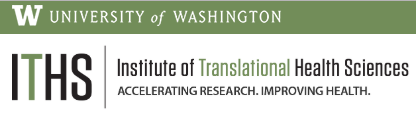 W UNIVERSITY of WASHINGTON
ITHS
Institute of Translational Health Sciences
ACCELERATING RESEARCH. IMPROVING HEALTH.